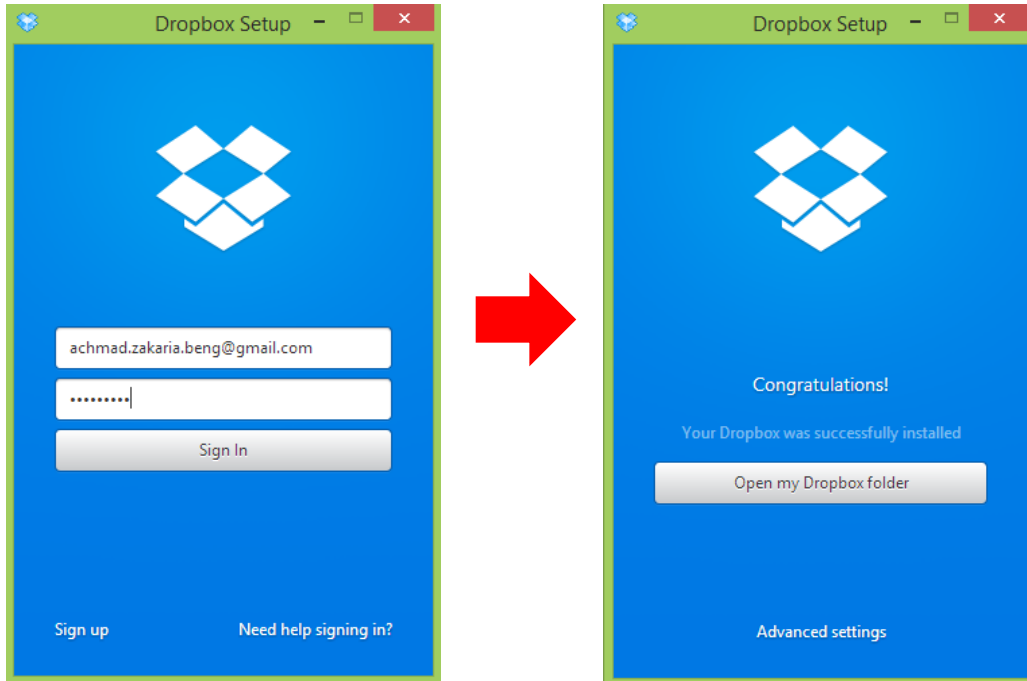 Dropbox Setup
achmad.zakaria.beng@gmail.com
•••••••••
Sign In
Sign up
Need help signing in?
Dropbox Setup
Congratulations!
Your Dropbox was successfully installed
Open my Dropbox folder
Advanced settings